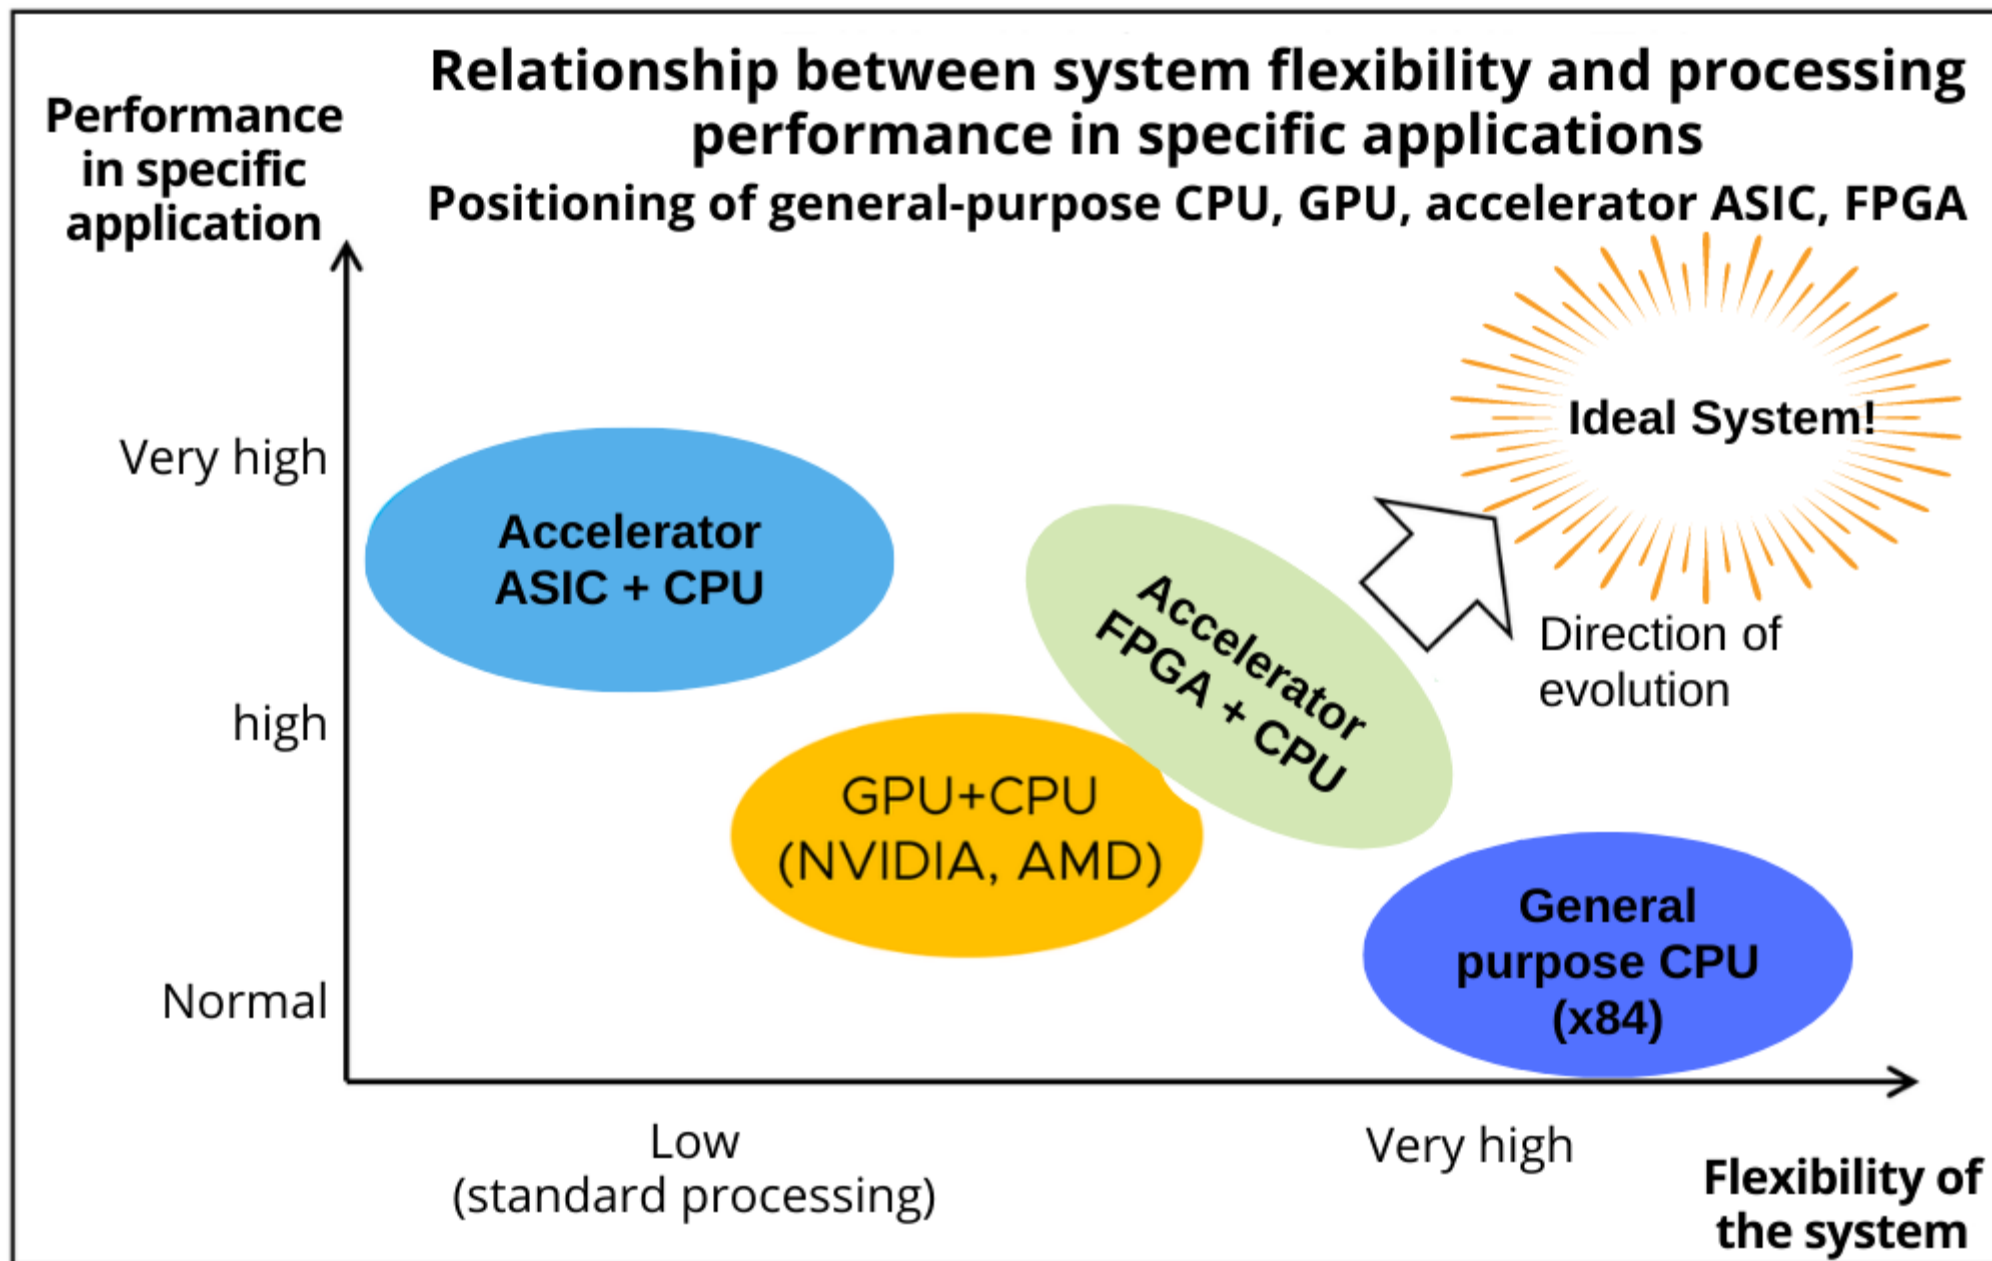 Relationship between system flexibility and processing
performance in specific applications
Positioning of general-purpose CPU, GPU, accelerator ASIC, FPGA
Performance
in specific
application
Ideal System!
Very high
Accelerator
ASIC + CPU
Accelerator
FPGA + CPU
Direction of
evolution
high
GPU+CPU
(NVIDIA, AMD)
General
purpose CPU
(x84)
Normal
Low
(standard processing)
Very high
Flexibility of
the system